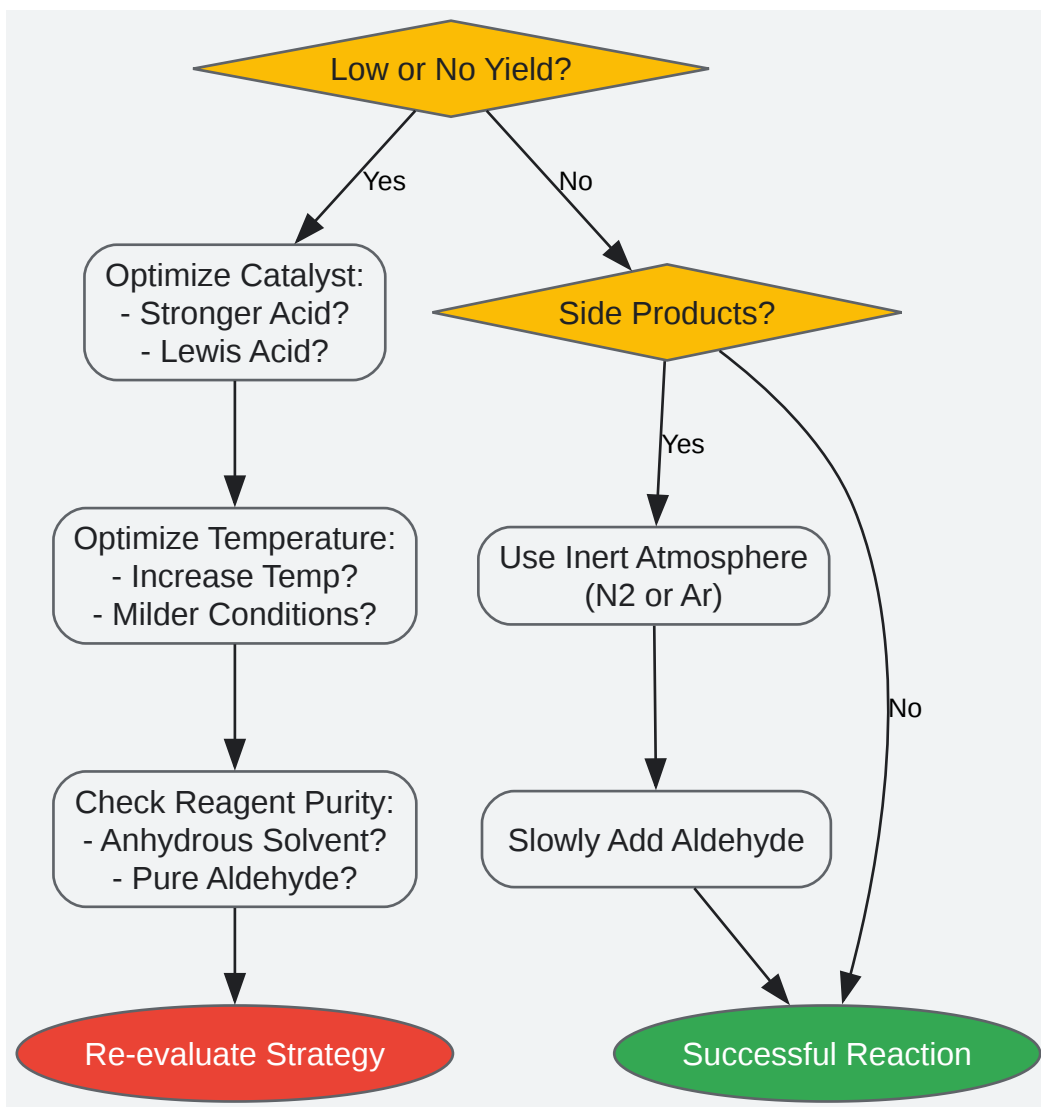 Low or No Yield?
Yes
No
Optimize Catalyst:
- Stronger Acid?
- Lewis Acid?
Side Products?
Yes
Optimize Temperature:
- Increase Temp?
- Milder Conditions?
Use Inert Atmosphere
(N2 or Ar)
No
Check Reagent Purity:
- Anhydrous Solvent?
- Pure Aldehyde?
Slowly Add Aldehyde
Re-evaluate Strategy
Successful Reaction